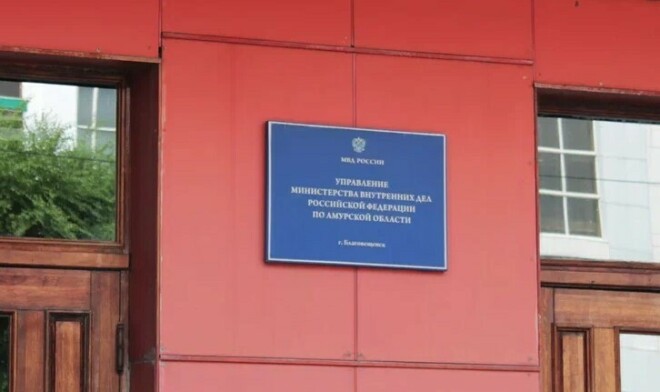 МВД РОССИИ
УПРАВЛЕНИЕ
МИНИСТЕРСТВА ВНУТРЕННИХ ДЕЛ
РОССИЙСКОЙ ФЕДЕРАЦИИ
ПО АМУРСКОЙ ОБЛАСТИ
г. Благовещенск